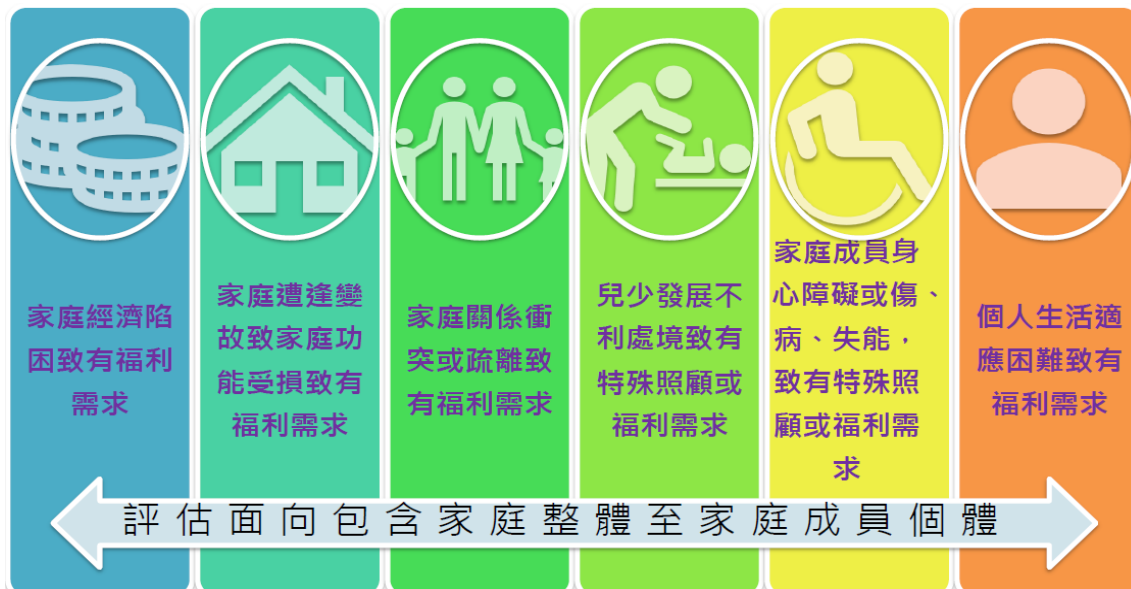 家庭經濟陷
困致有福利
需求
家庭遭逢變
故致家庭功
能受損致有
福利需求
家庭關係衝
突或疏離致
有福利需求
兒少發展不
利處境致有
特殊照顧或
福利需求
家庭成員身
心障礙或傷、
病、失能，
致有特殊照
顧或福利需
求
個人生活適
應困難致有
福利需求
評估面向包含家庭整體至家庭成員個體